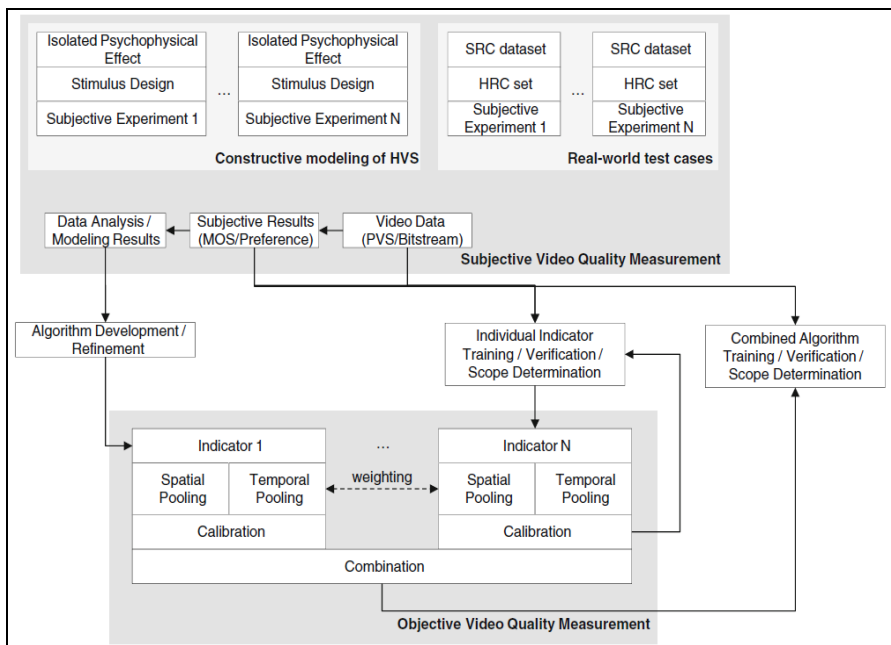 Isolated Psychophysical
Effect
Stimulus Design
Subjective Experiment 1
...
Isolated Psychophysical
Effect
Stimulus Design
Subjective Experiment N
Constructive modeling of HVS
SRC dataset
HRC set
Subjective
Experiment 1
...
SRC dataset
HRC set
Subjective
Experiment N
Real-world test cases
Data Analysis /
Modeling Results
Subjective Results
(MOS/Preference)
Video Data
(PVS/Bitstream)
Subjective Video Quality Measurement
Algorithm Development /
Refinement
Individual Indicator
Training / Verification /
Scope Determination
Combined Algorithm
Training / Verification /
Scope Determination
Indicator 1
Spatial
Pooling
Temporal
Pooling
Calibration
...
weighting
Indicator N
Spatial
Pooling
Temporal
Pooling
Calibration
Combination
Objective Video Quality Measurement